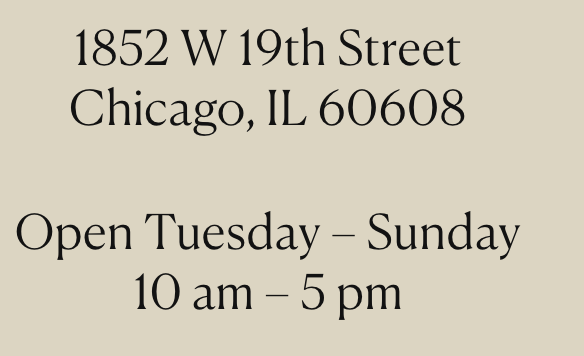 1852 W 19th Street
Chicago, IL 60608
Open Tuesday – Sunday
10 am – 5 pm